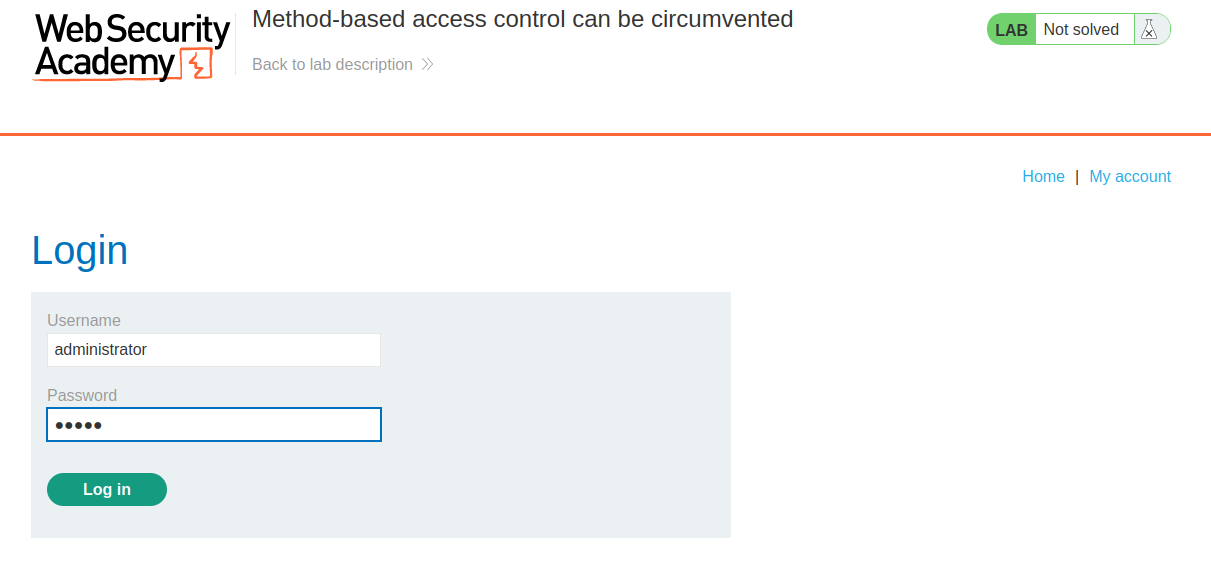 Web Security
Academy
Method-based access control can be circumvented
Back to lab description
LAB Not solved
Home | My account
Login
Username
administrator
Password
•••••
Log in